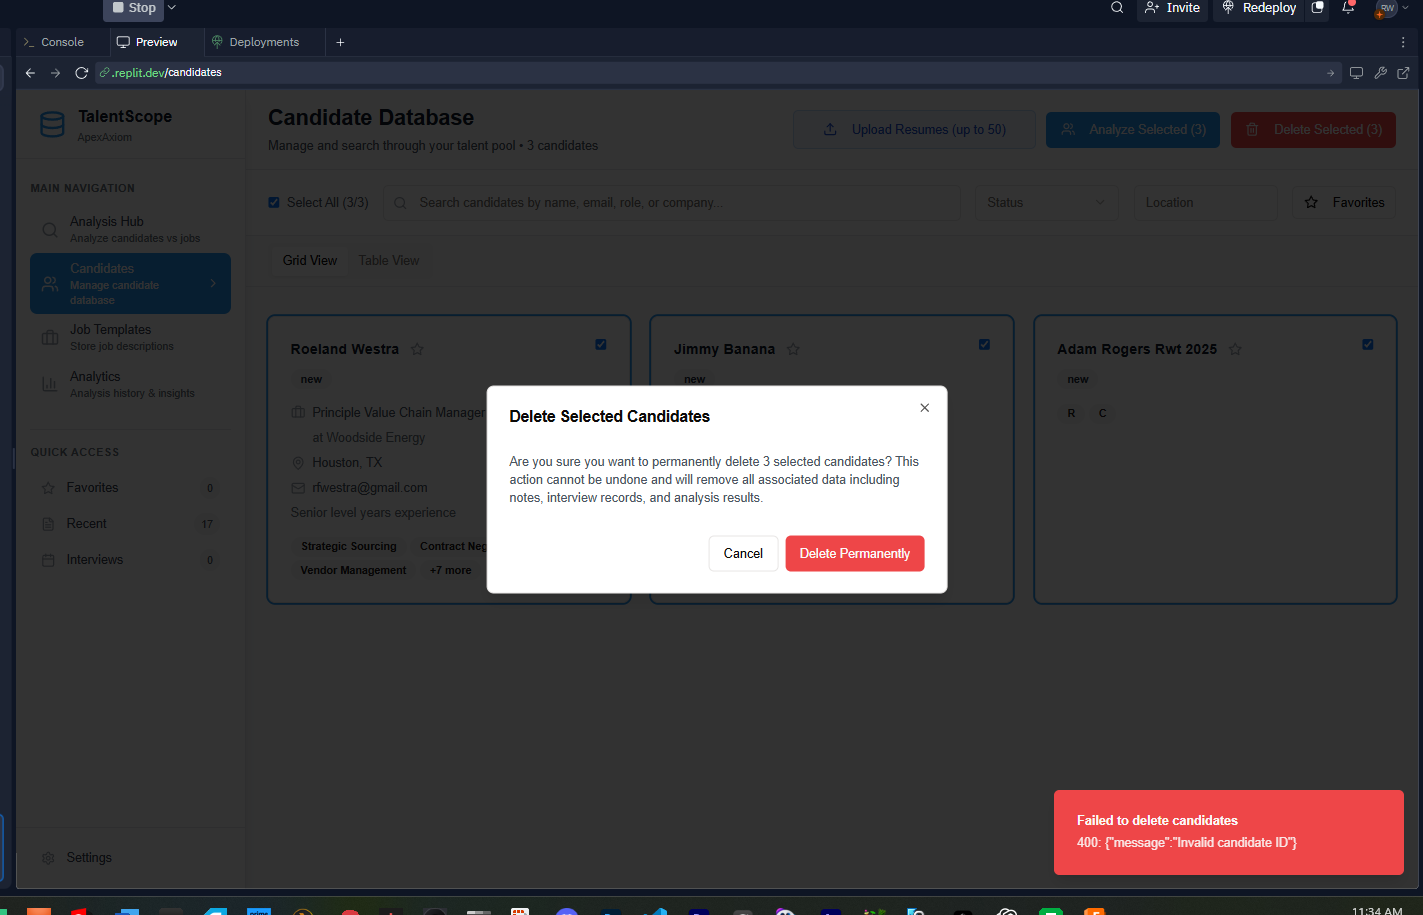 Stop
Invite
Redeploy
RW
Console
Preview
Deployments
.replit.dev/candidates
TalentScope
ApexAxiom
Candidate Database
Manage and search through your talent pool • 3 candidates
Upload Resumes (up to 50)
Analyze Selected (3)
Delete Selected (3)
MAIN NAVIGATION
Analysis Hub
Analyze candidates vs jobs
Candidates
Manage candidate
database
Job Templates
Store job descriptions
Analytics
Analysis history & insights
QUICK ACCESS
Favorites 0
Recent 17
Interviews 0
Settings
Select All (3/3)
Search candidates by name, email, role, or company...
Status
Location
Favorites
Grid View
Table View
Roeland Westra
new
Principle Value Chain Manager
at Woodside Energy
Houston, TX
rfwestra@gmail.com
Senior level years experience
Strategic Sourcing
Contract Neg
Vendor Management
+7 more
Jimmy Banana
new
Adam Rogers Rwt 2025
new
R
C
Delete Selected Candidates
Are you sure you want to permanently delete 3 selected candidates? This
action cannot be undone and will remove all associated data including
notes, interview records, and analysis results.
Cancel
Delete Permanently
Failed to delete candidates
400: {"message":"Invalid candidate ID"}
prime
11:34 AM